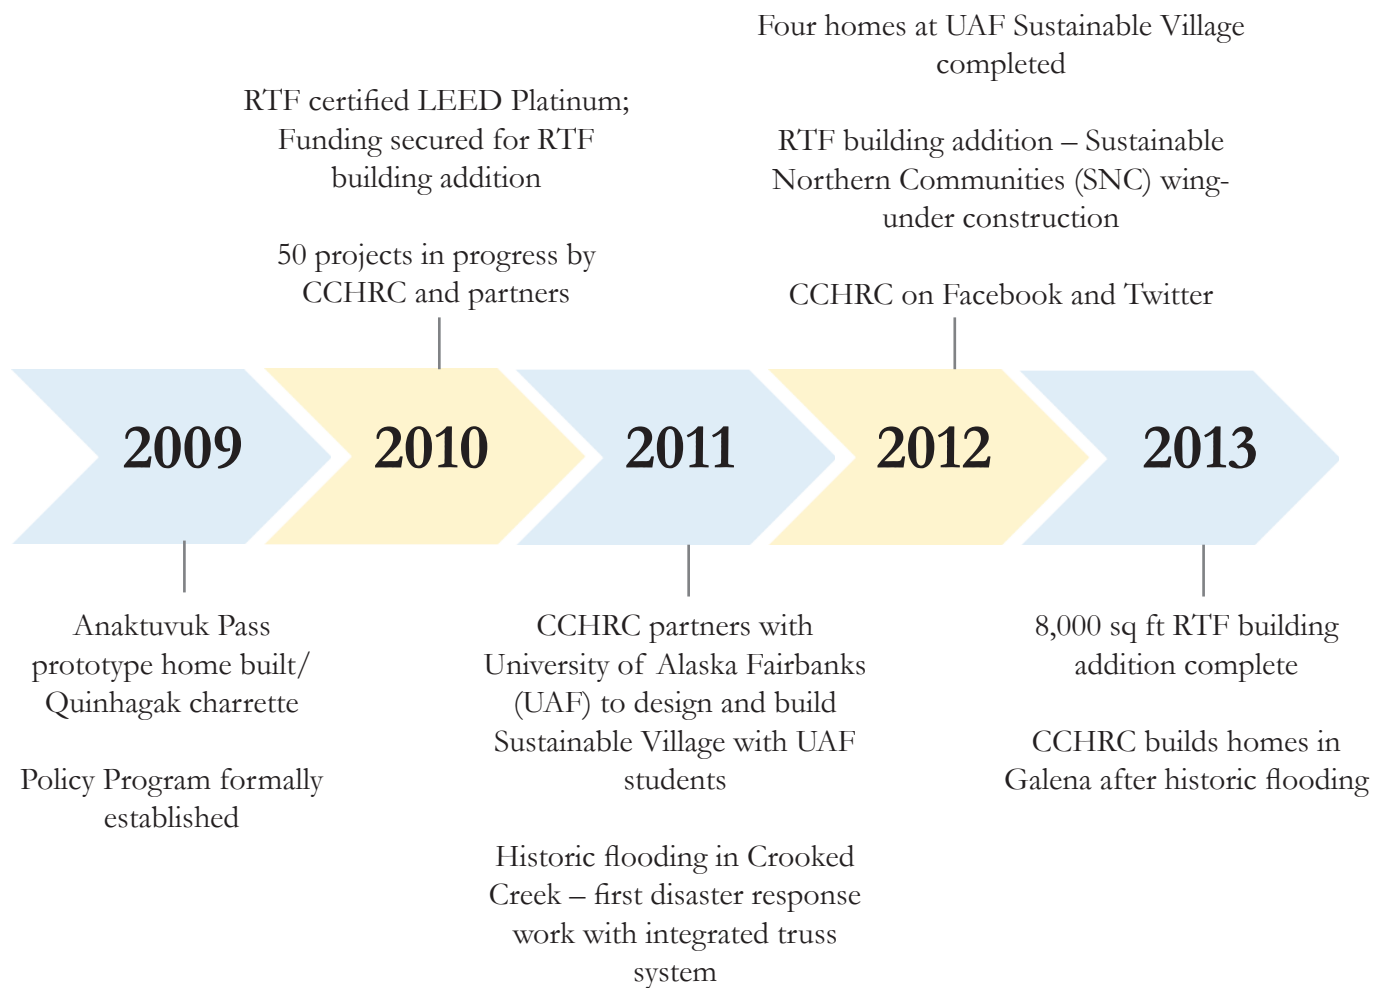 Four homes at UAF Sustainable Village
completed
RTF building addition – Sustainable
Northern Communities (SNC) wing-
under construction
CCHRC on Facebook and Twitter
RTF certified LEED Platinum;
Funding secured for RTF
building addition
50 projects in progress by
CCHRC and partners
2009
2010
2011
2012
2013
Anaktuvuk Pass
prototype home built/
Quinhagak charrette
Policy Program formally
established
CCHRC partners with
University of Alaska Fairbanks
(UAF) to design and build
Sustainable Village with UAF
students
Historic flooding in Crooked
Creek – first disaster response
work with integrated truss
system
8,000 sq ft RTF building
addition complete
CCHRC builds homes in
Galena after historic flooding